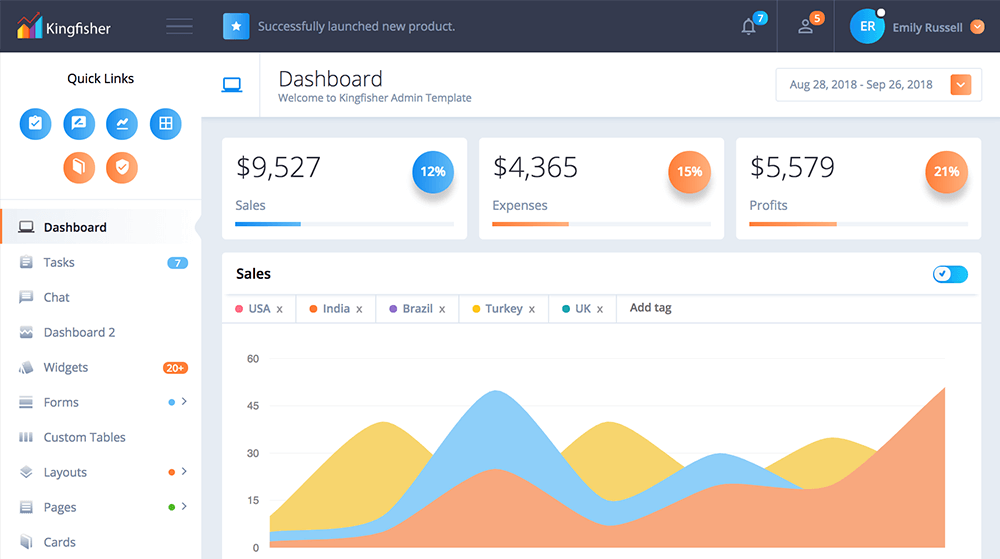 Kingfisher
Successfully launched new product.
7
5
ER
Emily Russell
Quick Links
Dashboard
Welcome to Kingfisher Admin Template
Aug 28, 2018 - Sep 26, 2018
$9,527
12%
Sales
$4,365
15%
Expenses
$5,579
21%
Profits
Dashboard
Tasks
7
Chat
Dashboard 2
Widgets
20+
Forms
Custom Tables
Layouts
Pages
Cards
Sales
USA x
India x
Brazil x
Turkey x
UK x
Add tag
60
45
30
15
0